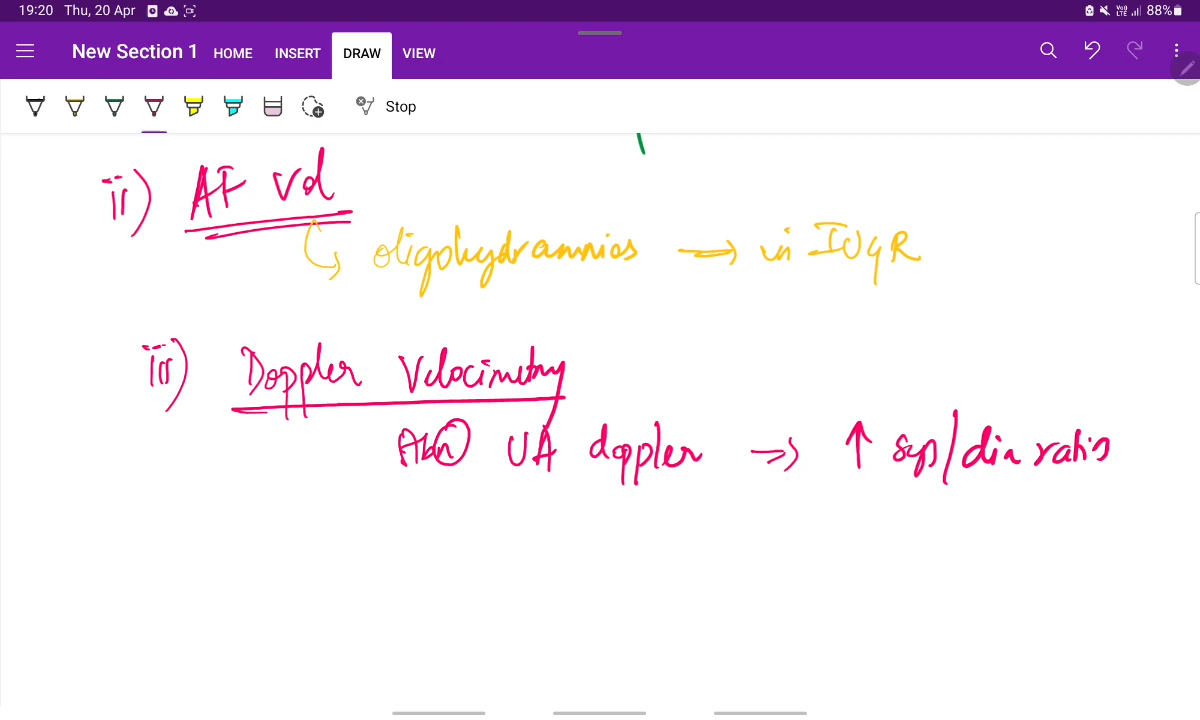 19:20 Thu, 20 Apr 88%
New Section 1 HOME INSERT DRAW VIEW
Stop
ii) AF vol
oligohydramnios → in IUGR
iii) Doppler Velocimetry
Abn UA doppler → ↑ sys/dia ratio